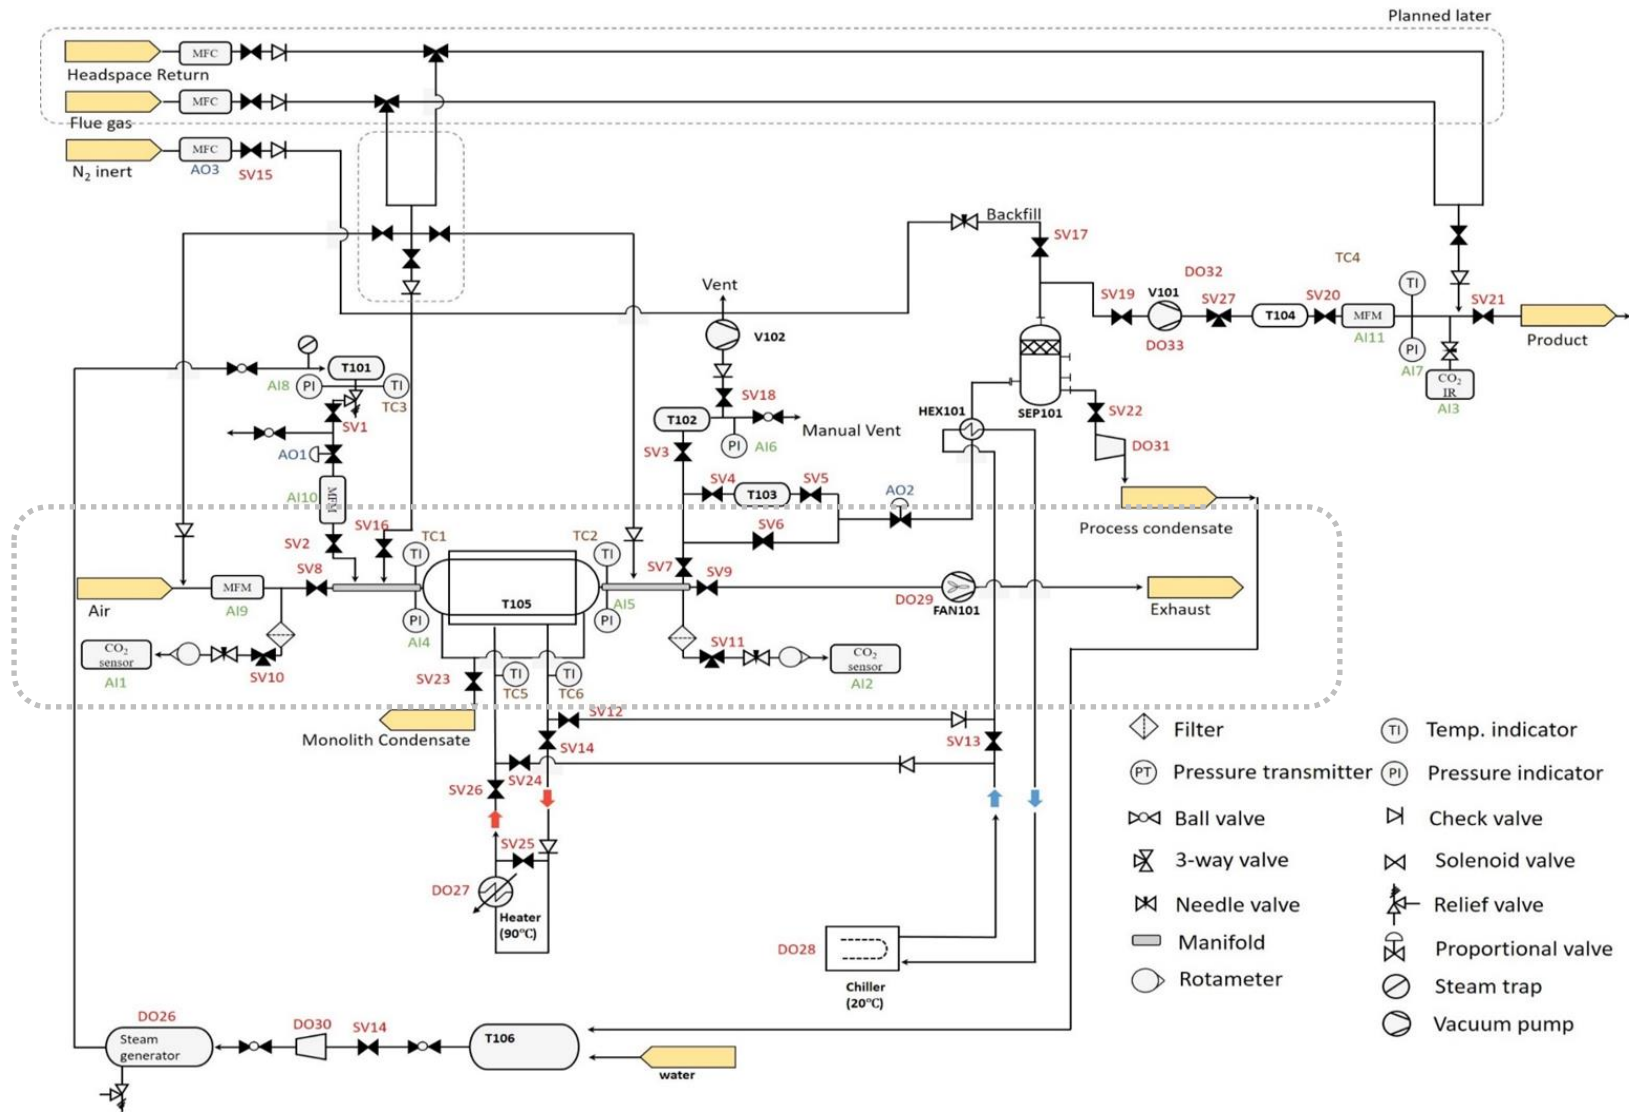 Planned later
MFC
Headspace Return
MFC
Flue gas
MFC
N₂ inert
AO3
SV15
Backfill
SV17
TC4
DO32
Vent
SV19
V101
SV27
SV20
TI
SV21
T104
MFM
V102
DO33
AI11
PI
AI7
Product
T101
AI8
PI
TI
TC3
CO₂
IR
AI3
SV18
HEX101
SEP101
SV22
SV1
T102
Manual Vent
PI
AI6
DO31
AO1
SV3
SV4
SV5
AO2
T103
AI10
MFM
Process condensate
SV16
SV6
SV2
TC1
TC2
TI
TI
SV8
SV7
SV9
MFM
T105
DO29
FAN101
Air
AI9
AI5
Exhaust
PI
PI
AI4
SV11
CO₂
sensor
AI1
SV10
CO₂
sensor
AI2
SV23
TI
TC5
TI
TC6
SV12
Monolith Condensate
SV14
SV13
SV24
SV26
SV25
DO27
Heater
(90°C)
DO28
Chiller
(20°C)
DO26
Steam
generator
DO30
SV14
T106
water
Filter
TI
Temp. indicator
PT
Pressure transmitter
PI
Pressure indicator
Ball valve
Check valve
3-way valve
Solenoid valve
Needle valve
Relief valve
Manifold
Proportional valve
Rotameter
Steam trap
Vacuum pump